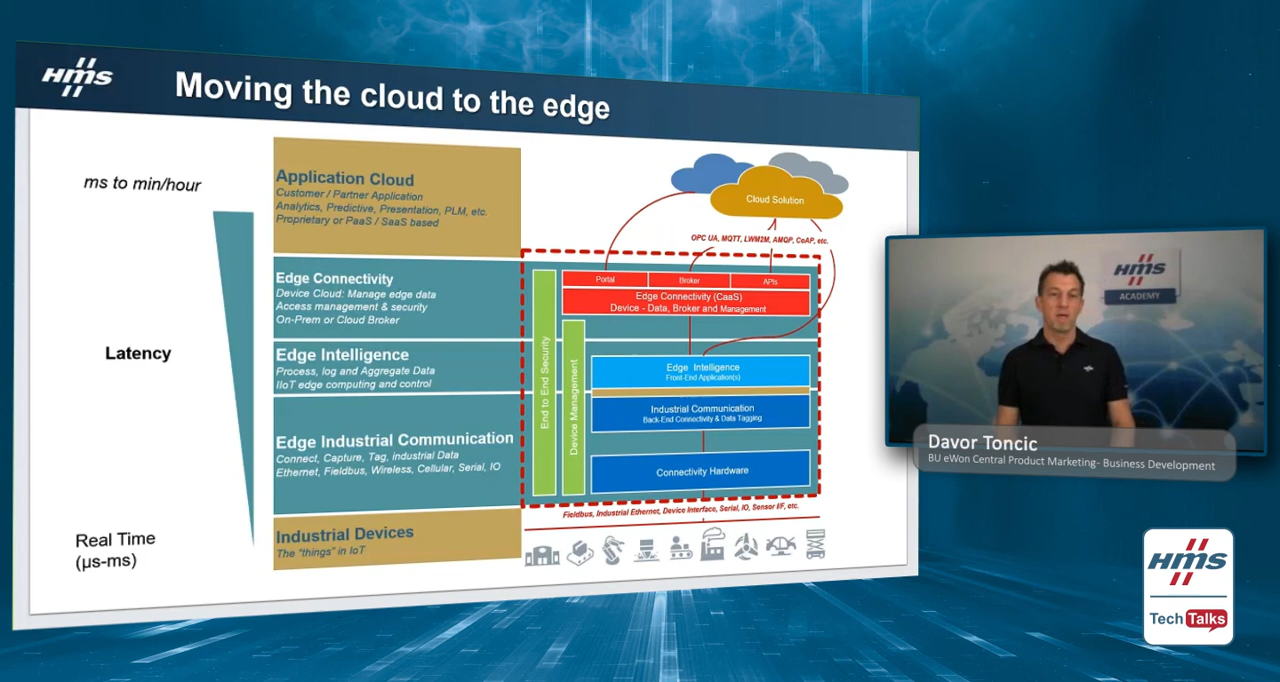 HMS
Moving the cloud to the edge
ms to min/hour
Latency
Real Time
(µs-ms)
Application Cloud
Customer / Partner Application
Analytics, Predictive, Presentation, PLM, etc.
Proprietary or PaaS / SaaS based
Edge Connectivity
Device Cloud: Manage edge data
Access management & security
On-Prem or Cloud Broker
Edge Intelligence
Process, log and Aggregate Data
IIoT edge computing and control
Edge Industrial Communication
Connect, Capture, Tag, industrial Data
Ethernet, Fieldbus, Wireless, Cellular, Serial, IO
Industrial Devices
The "things" in IoT
Cloud Solution
OPC UA, MQTT, LWM2M, AMQP, CoAP, etc.
End to End Security
Device Management
Portal
Broker
APIs
Edge Connectivity (CaaS)
Device - Data, Broker and Management
Edge Intelligence
Front-End Application(s)
Industrial Communication
Back-End Connectivity & Data Tagging
Connectivity Hardware
Fieldbus, Industrial Ethernet, Device Interface, Serial, IO, Sensor I/F, etc.
HMS
ACADEMY
Davor Toncic
BU eWon Central Product Marketing- Business Development
HMS
Tech Talks